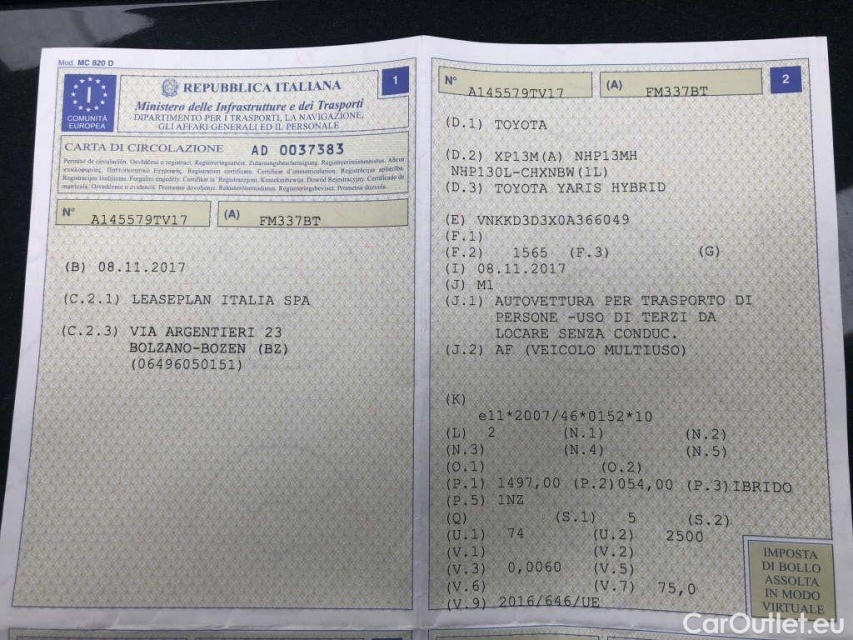 Mod. MC 820 D
I
COMUNITÀ
EUROPEA
REPUBBLICA ITALIANA
Ministero delle Infrastrutture e dei Trasporti
DIPARTIMENTO PER I TRASPORTI, LA NAVIGAZIONE,
GLI AFFARI GENERALI ED IL PERSONALE
1
CARTA DI CIRCOLAZIONE AD 0037383
N° A145579TV17 (A) FM337BT
(B) 08.11.2017
(C.2.1) LEASEPLAN ITALIA SPA
(C.2.3) VIA ARGENTIERI 23
BOLZANO-BOZEN (BZ)
(06496050151)
N° A145579TV17 (A) FM337BT
2
(D.1) TOYOTA
(D.2) XP13M(A) NHP13MH
NHP130L-CHXNBW(1L)
(D.3) TOYOTA YARIS HYBRID
(E) VNKKD3D3X0A366049
(F.1)
(F.2) 1565 (F.3) (G)
(I) 08.11.2017
(J) M1
(J.1) AUTOVETTURA PER TRASPORTO DI
PERSONE -USO DI TERZI DA
LOCARE SENZA CONDUC.
(J.2) AF (VEICOLO MULTIUSO)
(K)
e11*2007/46*0152*10
(L) 2 (N.1) (N.2)
(N.3) (N.4) (N.5)
(O.1) (O.2)
(P.1) 1497,00 (P.2)054,00 (P.3)IBRIDO
(P.5) 1NZ
(Q) (S.1) 5 (S.2)
(U.1) 74 (U.2) 2500
(V.1) (V.2)
(V.3) 0,0060 (V.5)
(V.6) (V.7) 75,0
(V.9) 2016/646/UE
IMPOSTA
DI BOLLO
ASSOLTA
IN MODO
VIRTUALE
CarOutlet.eu